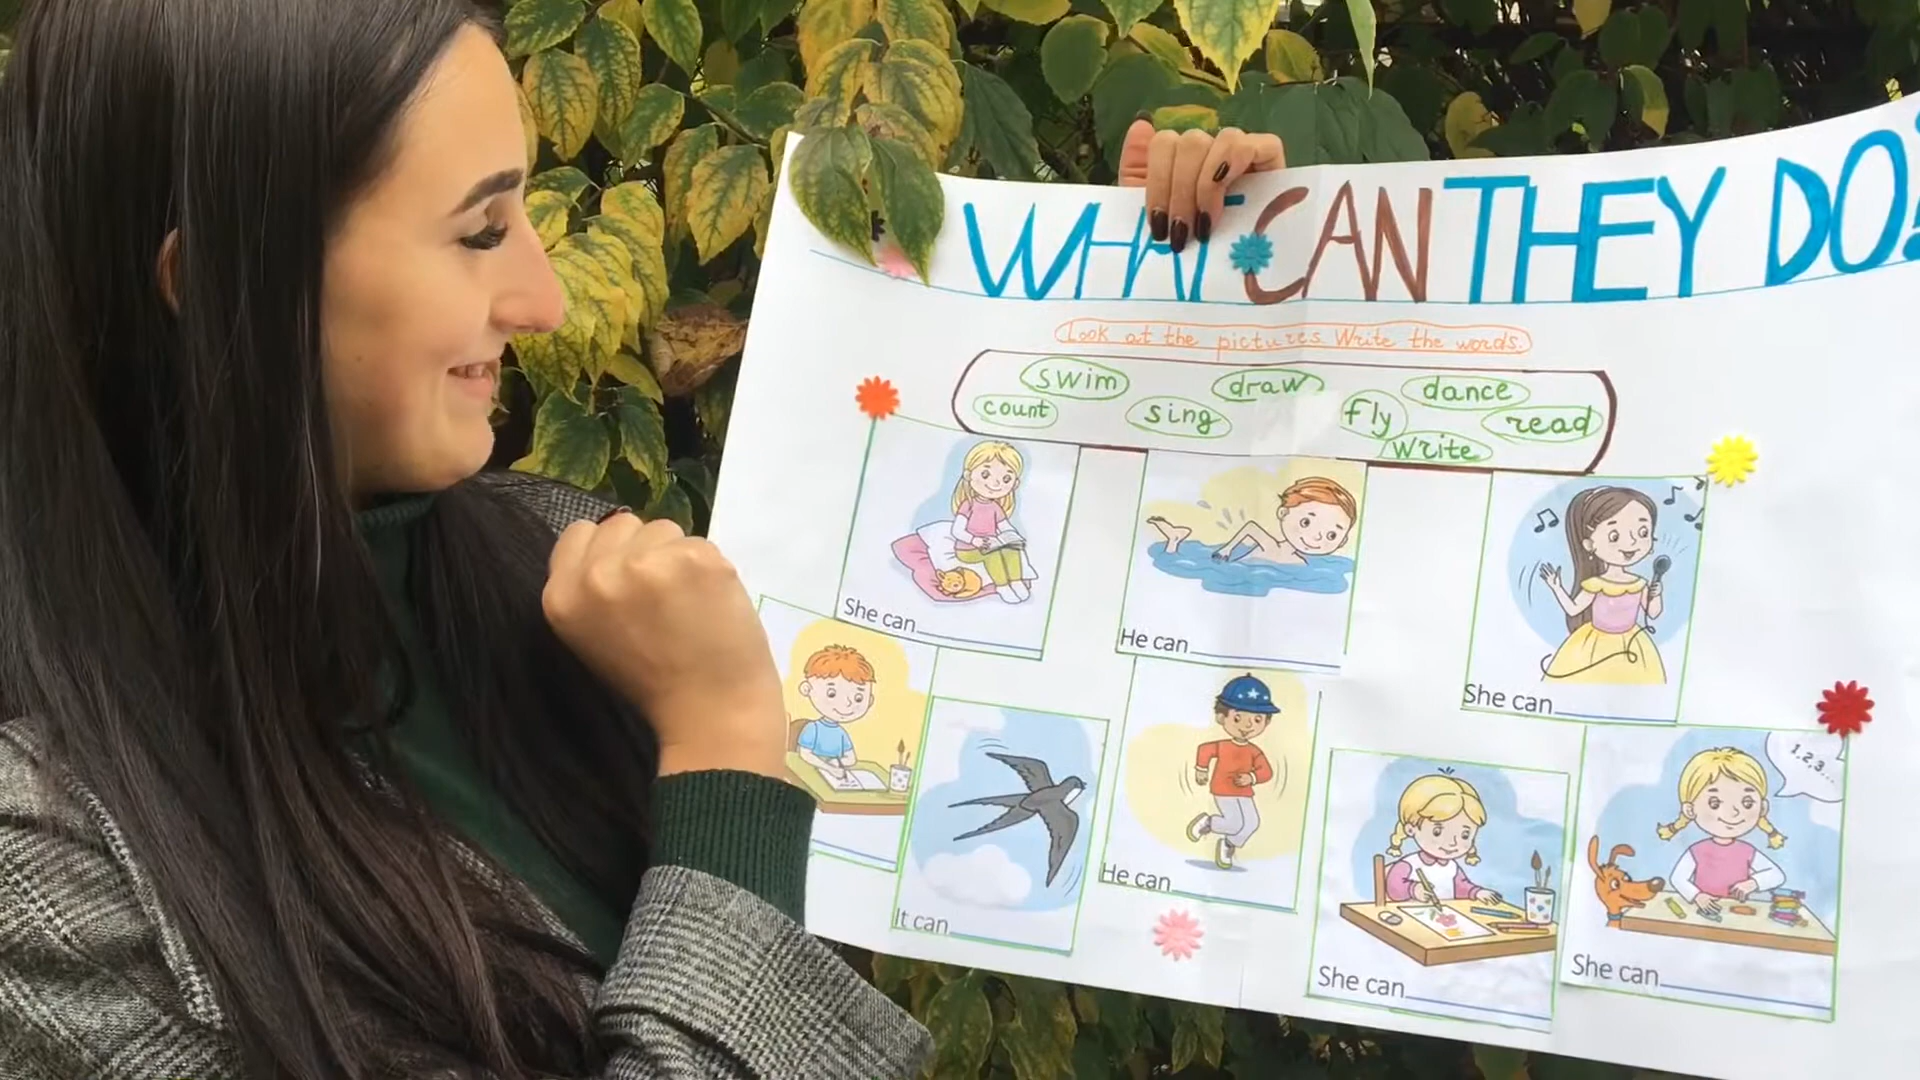 WHAT CAN THEY DO?
Look at the pictures. Write the words.
swim draw dance
count sing fly read
write
She can
He can
She can
It can
He can
She can
She can
1,2,3...